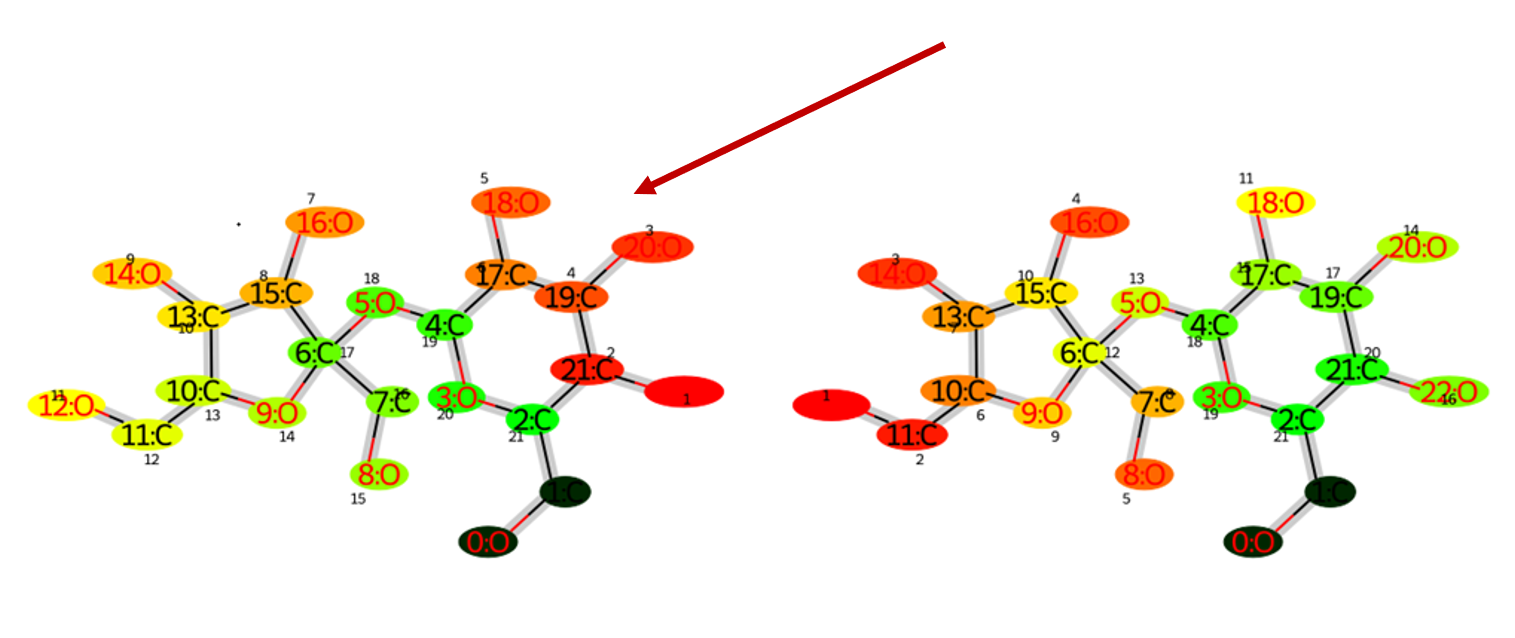 5 11
7 4
18:O 18:O
16:O 16:O
9 3 3 14
20:O 20:O
14:O 14:O
8 18 6 4 10 13 15 17
17:C 17:C
15:C 5:O 19:C 15:C 5:O 19:C
13:C 4:C 13:C 4:C
10 7
19 18
6:C 17 2 6:C 12 20
21:C 21:C
11 10:C 16 1 1 10:C 8 22:O
12:O 9:O 7:C 3:O 9:O 7:C 3:O 16
13 20 6 19
11:C 14 21 2:C 11:C 9 21 2:C
12 2
8:O 8:O
15 1:C 5 1:C
0:O 0:O